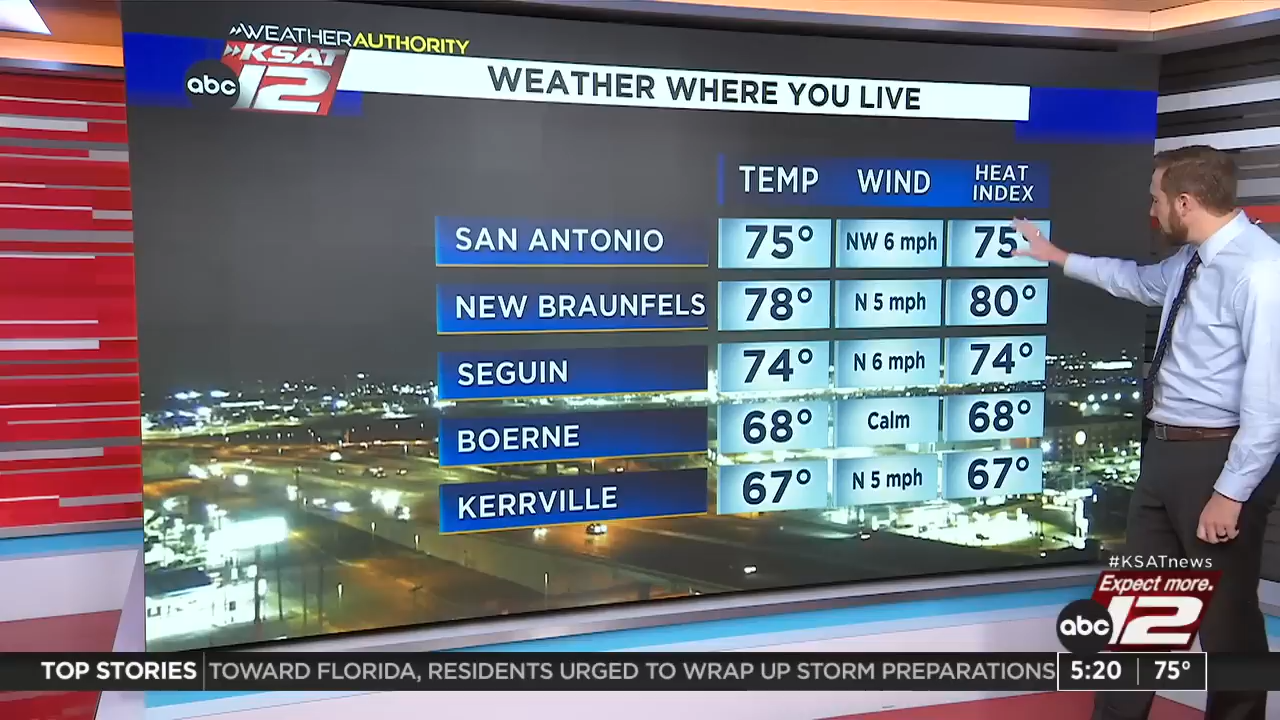 »WEATHERAUTHORITY
»KSAT
abc 12
WEATHER WHERE YOU LIVE
TEMP WIND HEAT INDEX
SAN ANTONIO 75° NW 6 mph 75°
NEW BRAUNFELS 78° N 5 mph 80°
SEGUIN 74° N 6 mph 74°
BOERNE 68° Calm 68°
KERRVILLE 67° N 5 mph 67°
#KSATnews
Expect more.
abc 12
TOP STORIES TOWARD FLORIDA, RESIDENTS URGED TO WRAP UP STORM PREPARATIONS 5:20 75°